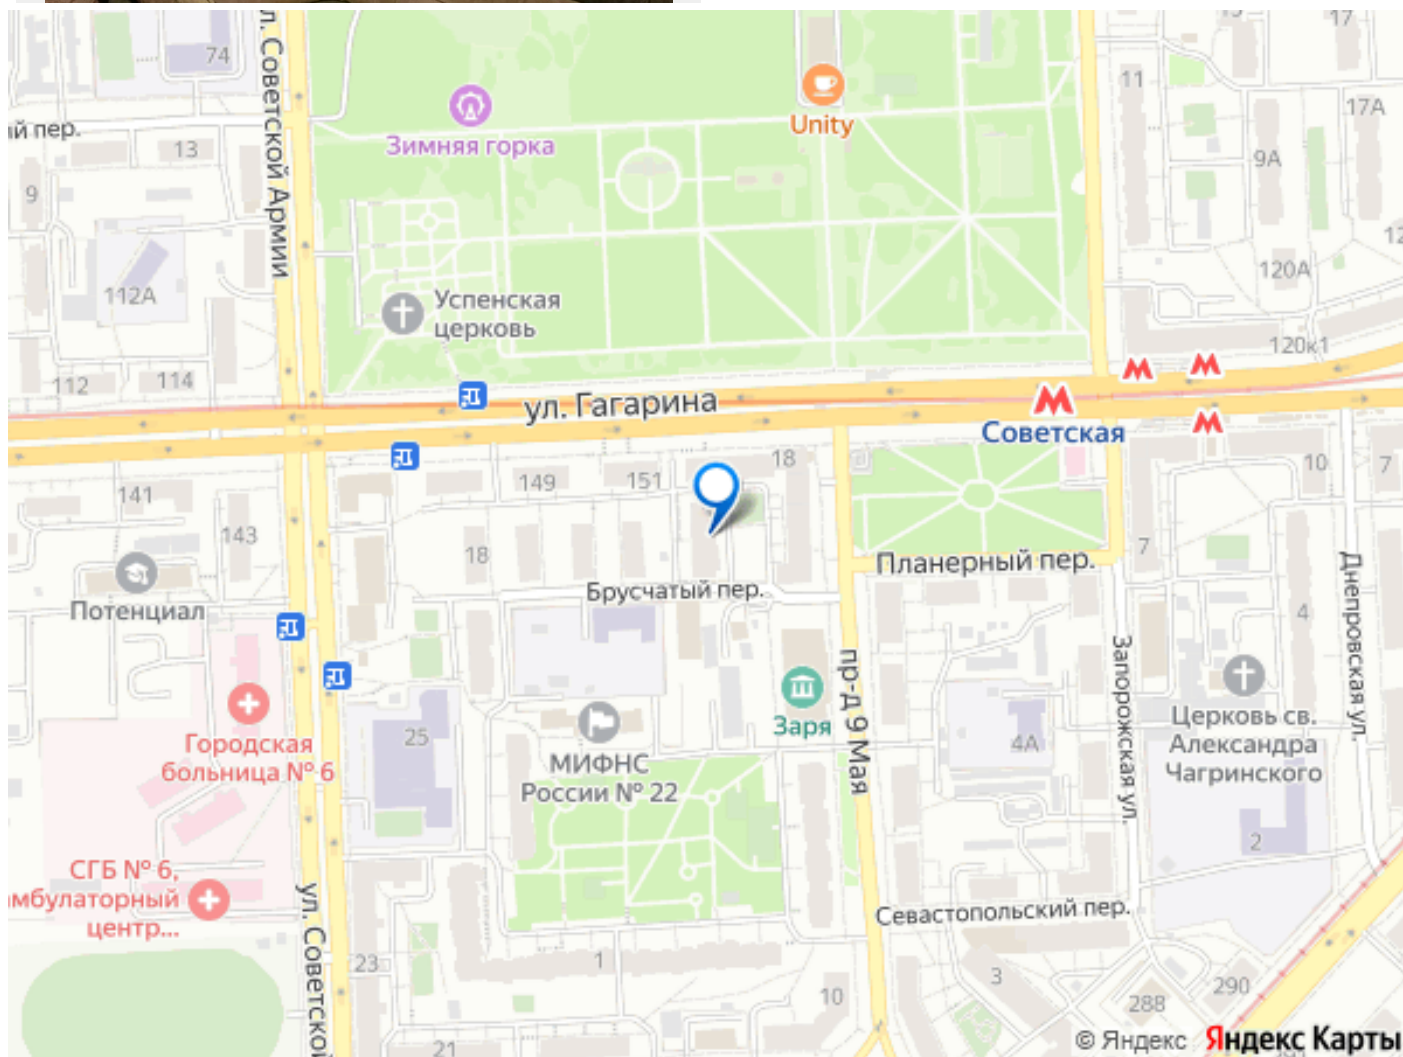 л. Советской Армии
74
17
11
Unity
17А
ий пер.
Зимняя горка
13
9А
9
12
120А
112А
Успенская
церковь
120к1
112
114
ул. Гагарина
Советская
18
10
7
149
151
141
143
18
7
Планерный пер.
Потенциал
Брусчатый пер.
Днепровская ул.
4
Запорожская ул.
пр-д 9 Мая
Заря
Церковь св.
Александра
Чагринского
Городская
больница № 6
25
МИФНС
России № 22
4А
2
СГБ № 6,
мбулаторный
центр...
ул. Советской
Севастопольский пер.
23
1
3
10
288
290
21
© Яндекс Яндекс Карты